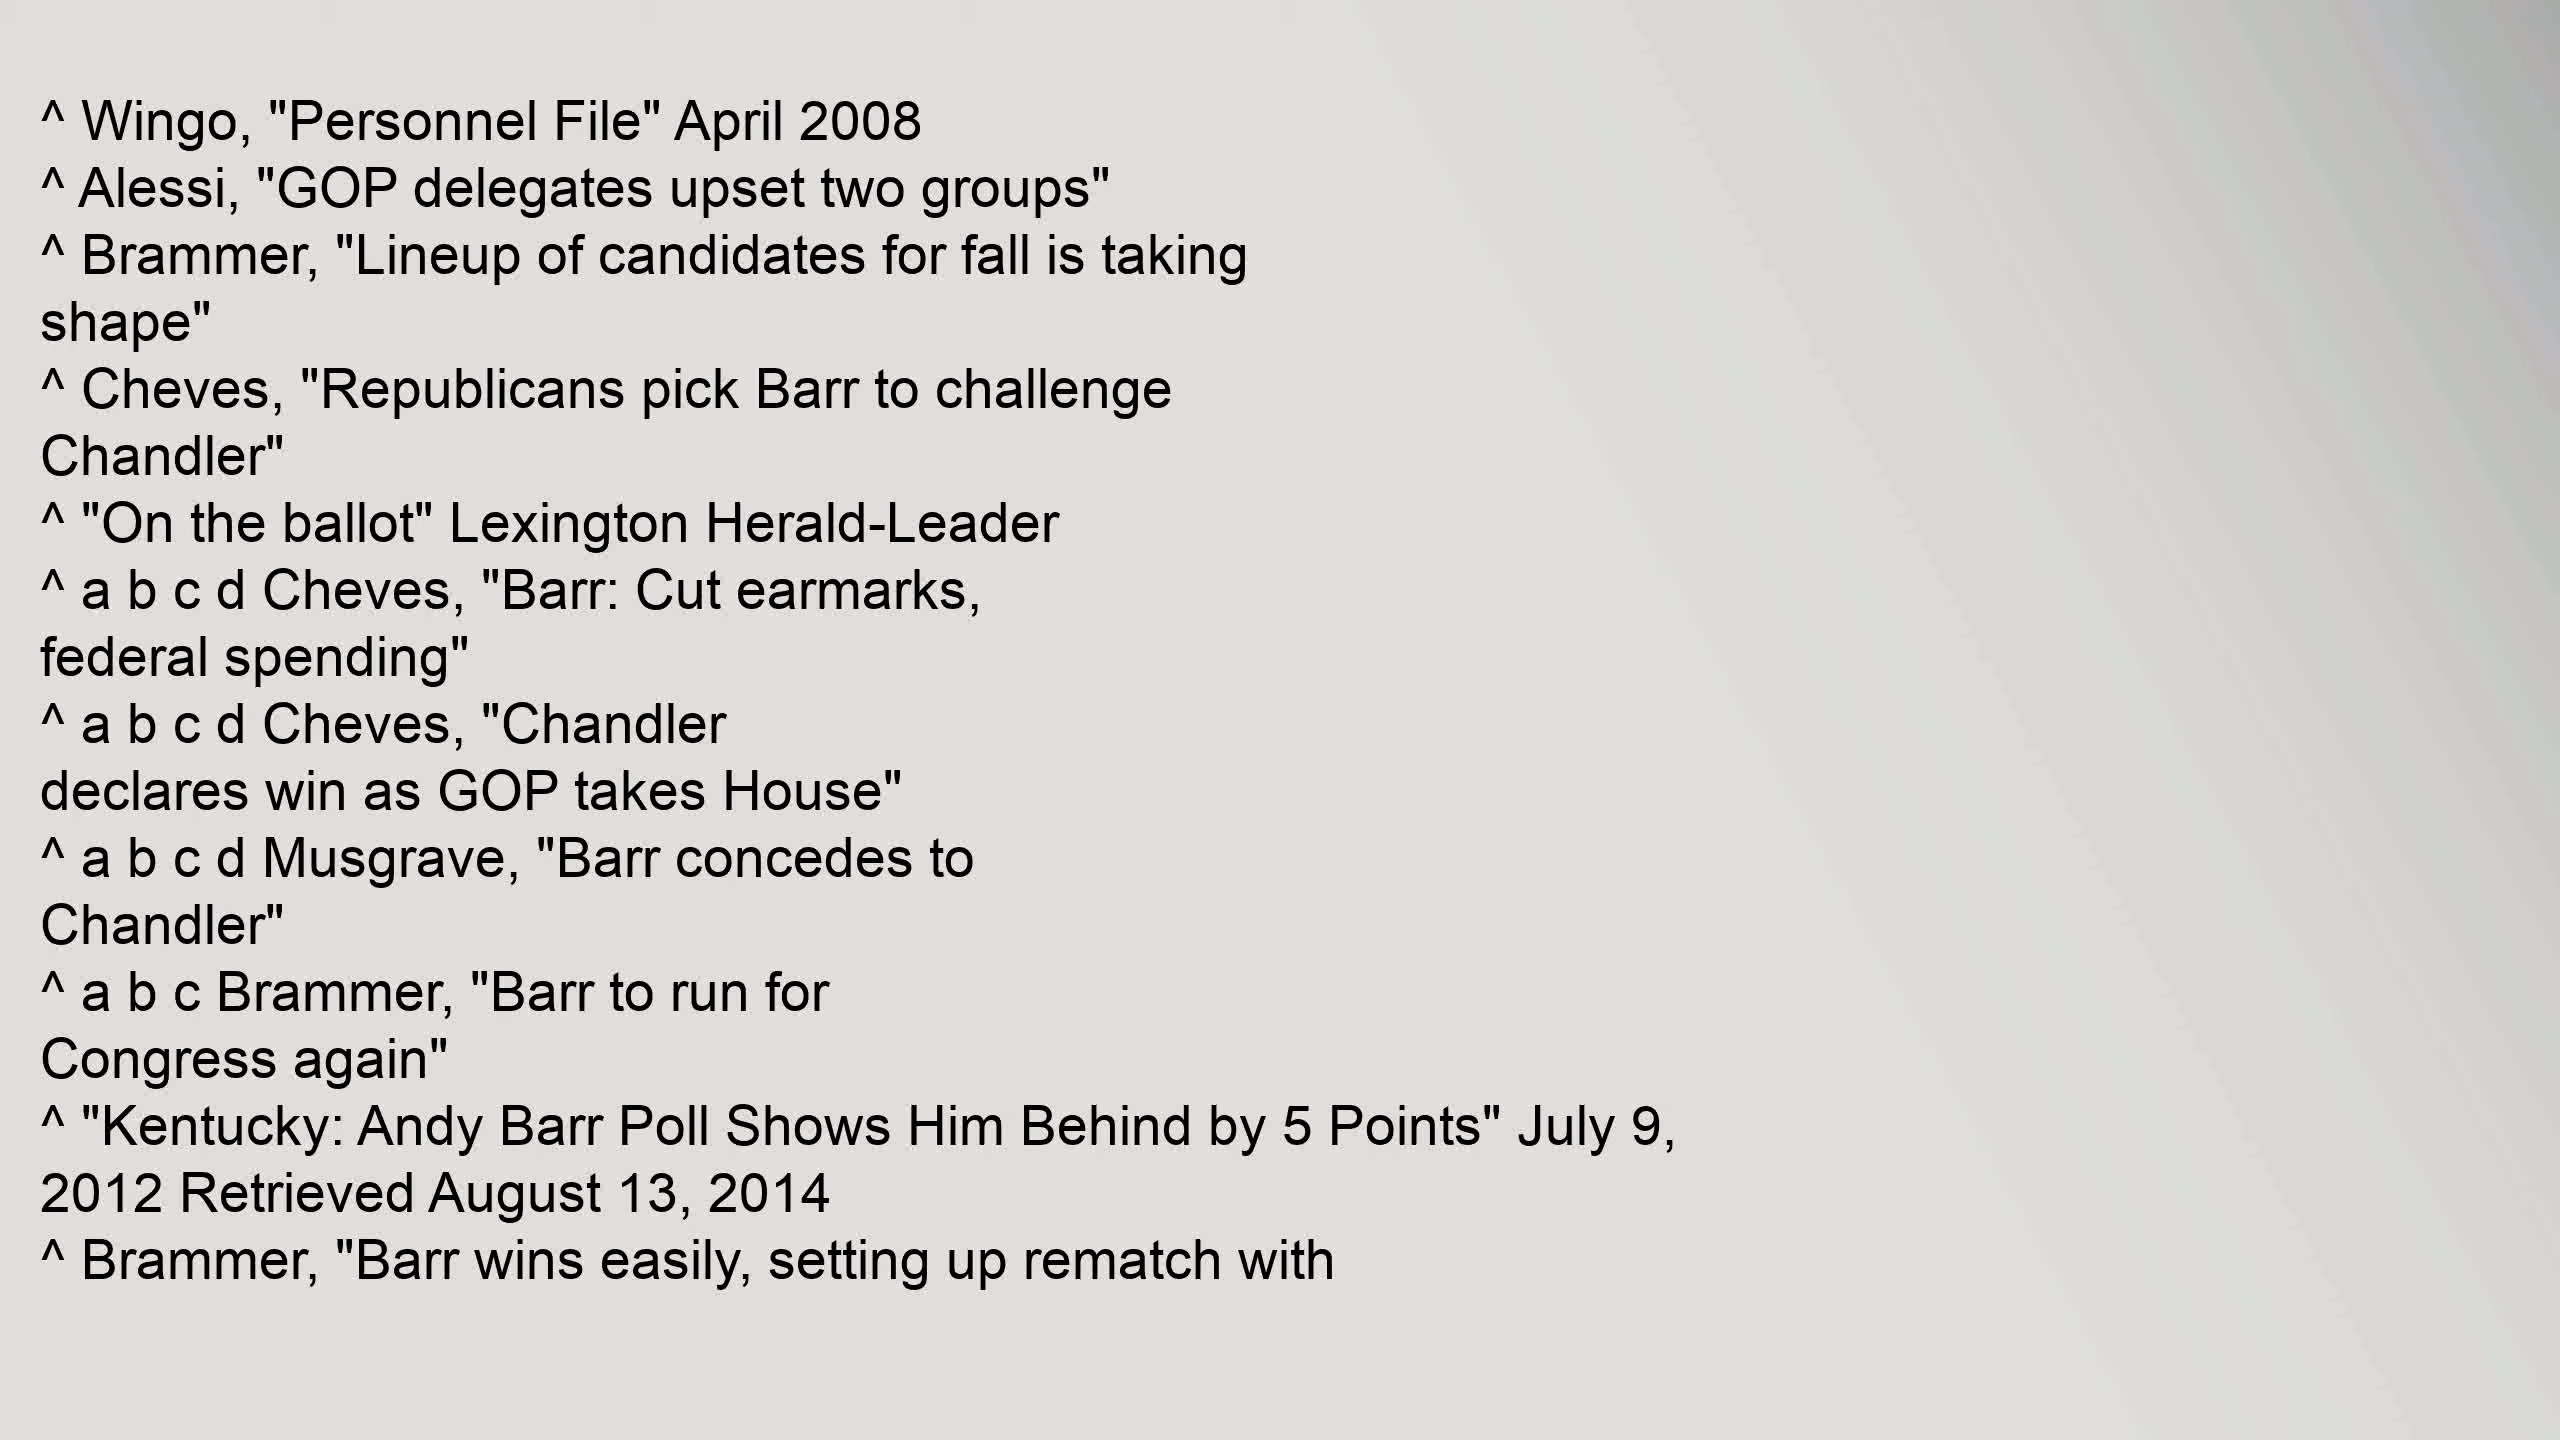 ^ Wingo, "Personnel File" April 2008
^ Alessi, "GOP delegates upset two groups"
^ Brammer, "Lineup of candidates for fall is taking
shape"
^ Cheves, "Republicans pick Barr to challenge
Chandler"
^ "On the ballot" Lexington Herald-Leader
^ a b c d Cheves, "Barr: Cut earmarks,
federal spending"
^ a b c d Cheves, "Chandler
declares win as GOP takes House"
^ a b c d Musgrave, "Barr concedes to
Chandler"
^ a b c Brammer, "Barr to run for
Congress again"
^ "Kentucky: Andy Barr Poll Shows Him Behind by 5 Points" July 9,
2012 Retrieved August 13, 2014
^ Brammer, "Barr wins easily, setting up rematch with